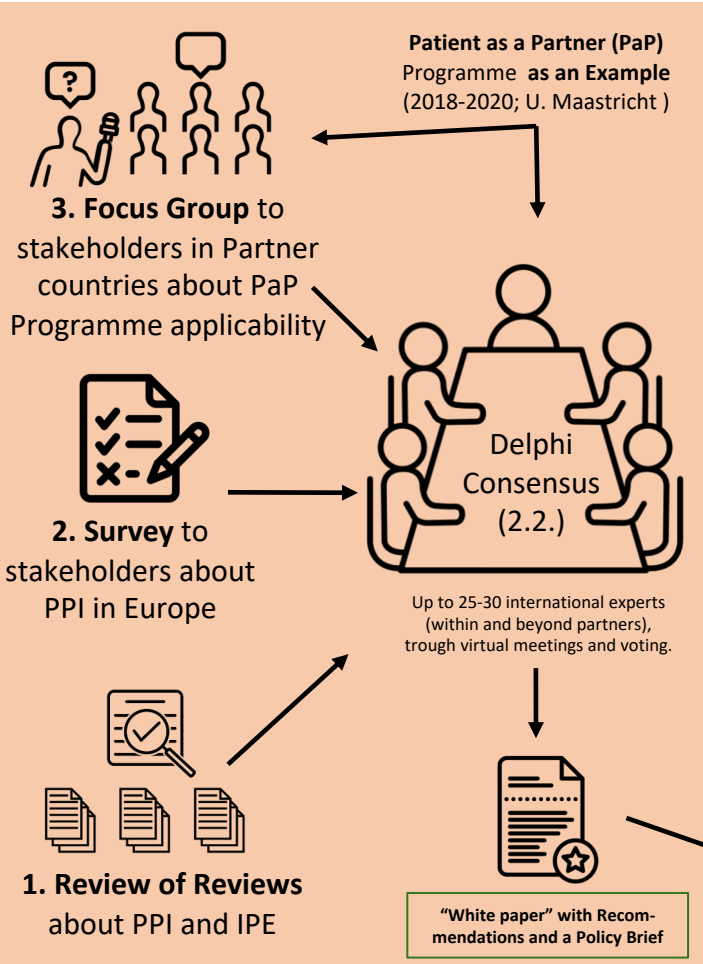 Patient as a Partner (PaP)
Programme as an Example
(2018-2020; U. Maastricht )
?
3. Focus Group to
stakeholders in Partner
countries about PaP
Programme applicability
Delphi
Consensus
(2.2.)
2. Survey to
stakeholders about
PPI in Europe
Up to 25-30 international experts
(within and beyond partners),
trough virtual meetings and voting.
1. Review of Reviews
about PPI and IPE
“White paper” with Recom-
mendations and a Policy Brief